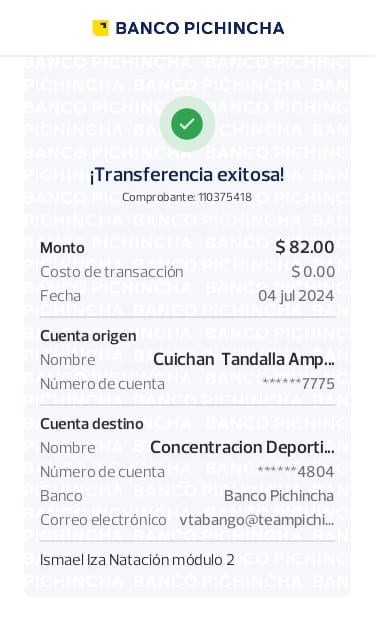 BANCO PICHINCHA
¡Transferencia exitosa!
Comprobante: 110375418
Monto $ 82.00
Costo de transacción $ 0.00
Fecha 04 jul 2024
Cuenta origen
Nombre Cuichan Tandalla Amp...
Número de cuenta ******7775
Cuenta destino
Nombre Concentracion Deporti...
Número de cuenta ******4804
Banco Banco Pichincha
Correo electrónico vtabango@teampichi...
Ismael Iza Natación módulo 2